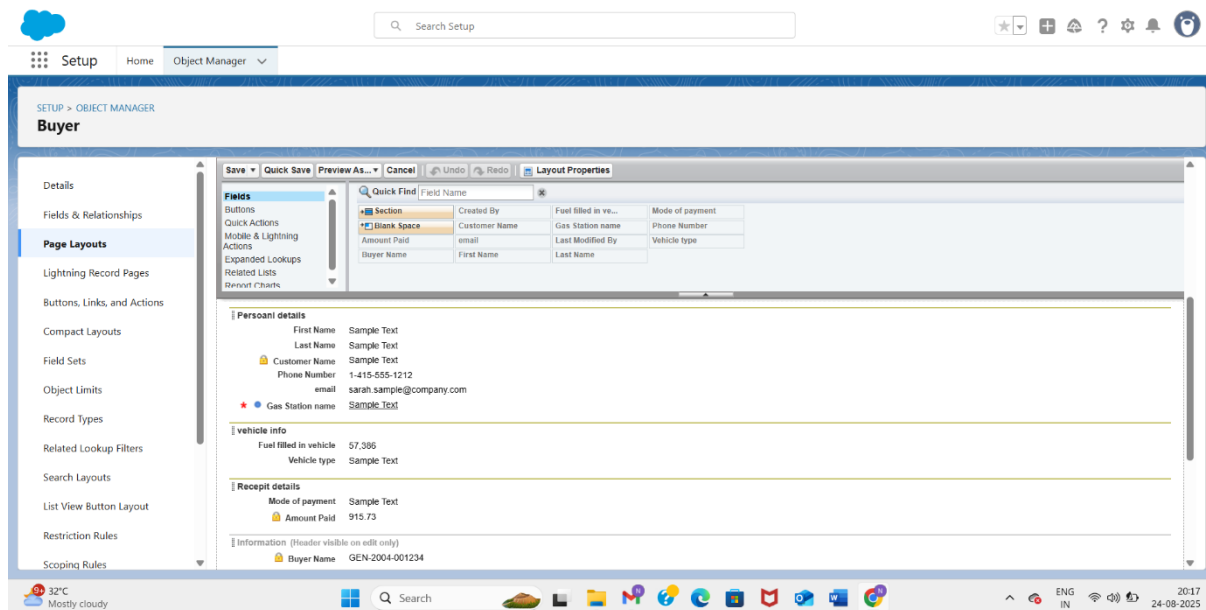 Search Setup
Setup Home Object Manager
SETUP > OBJECT MANAGER
Buyer
Details
Fields & Relationships
Page Layouts
Lightning Record Pages
Buttons, Links, and Actions
Compact Layouts
Field Sets
Object Limits
Record Types
Related Lookup Filters
Search Layouts
List View Button Layout
Restriction Rules
Scoping Rules
Save Quick Save Preview As... Cancel Undo Redo Layout Properties
Fields
Buttons
Quick Actions
Mobile & Lightning
Actions
Expanded Lookups
Related Lists
Report Charts
Quick Find Field Name
Section Created By Fuel filled in ve... Mode of payment
Blank Space Customer Name Gas Station name Phone Number
Amount Paid email Last Modified By Vehicle type
Buyer Name First Name Last Name
Persoanl details
First Name Sample Text
Last Name Sample Text
Customer Name Sample Text
Phone Number 1-415-555-1212
email sarah.sample@company.com
* Gas Station name Sample Text
vehicle info
Fuel filled in vehicle 57,386
Vehicle type Sample Text
Recepit details
Mode of payment Sample Text
Amount Paid 915.73
Information (Header visible on edit only)
Buyer Name GEN-2004-001234
9+ 32°C
Mostly cloudy
Search
ENG
IN
20:17
24-08-2025